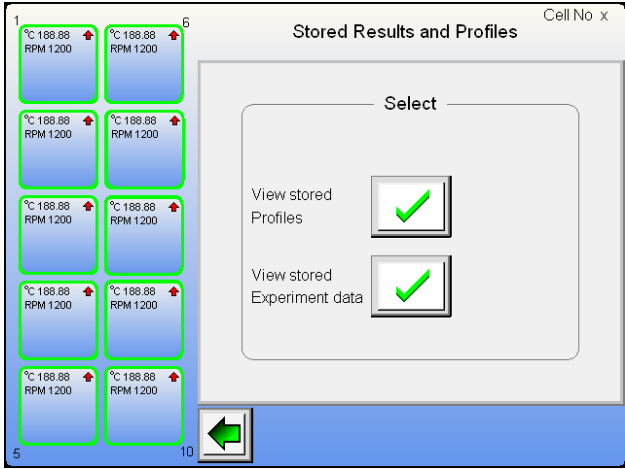 1
6
°C 188.88
RPM 1200
°C 188.88
RPM 1200
°C 188.88
RPM 1200
°C 188.88
RPM 1200
°C 188.88
RPM 1200
°C 188.88
RPM 1200
°C 188.88
RPM 1200
°C 188.88
RPM 1200
°C 188.88
RPM 1200
°C 188.88
RPM 1200
5
10
Cell No x
Stored Results and Profiles
Select
View stored
Profiles
View stored
Experiment data